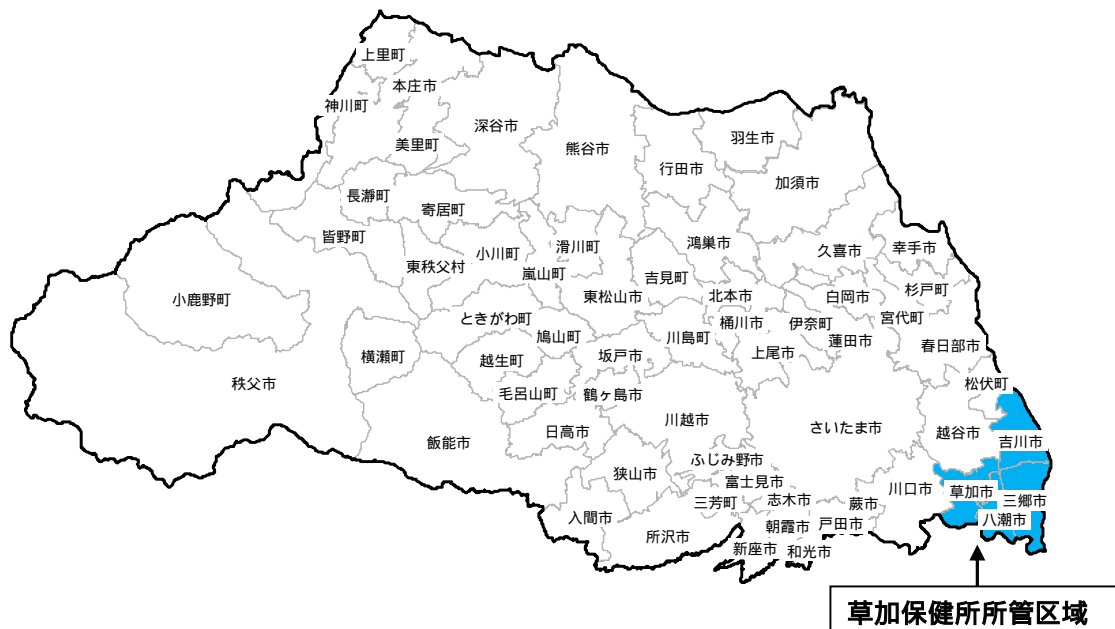 上里町
本庄市
神川町
深谷市
羽生市
美里町
熊谷市
行田市
加須市
長瀞町
寄居町
皆野町
鴻巣市
久喜市
幸手市
小川町
滑川町
東秩父村
嵐山町
吉見町
杉戸町
小鹿野町
東松山市
北本市
白岡市
ときがわ町
桶川市
伊奈町
宮代町
鳩山町
川島町
蓮田市
春日部市
横瀬町
越生町
坂戸市
上尾市
秩父市
毛呂山町
鶴ヶ島市
松伏町
川越市
さいたま市
飯能市
日高市
越谷市
吉川市
ふじみ野市
狭山市
富士見市
川口市
草加市
三芳町
志木市
蕨市
三郷市
入間市
朝霞市
戸田市
八潮市
所沢市
新座市
和光市
草加保健所所管区域